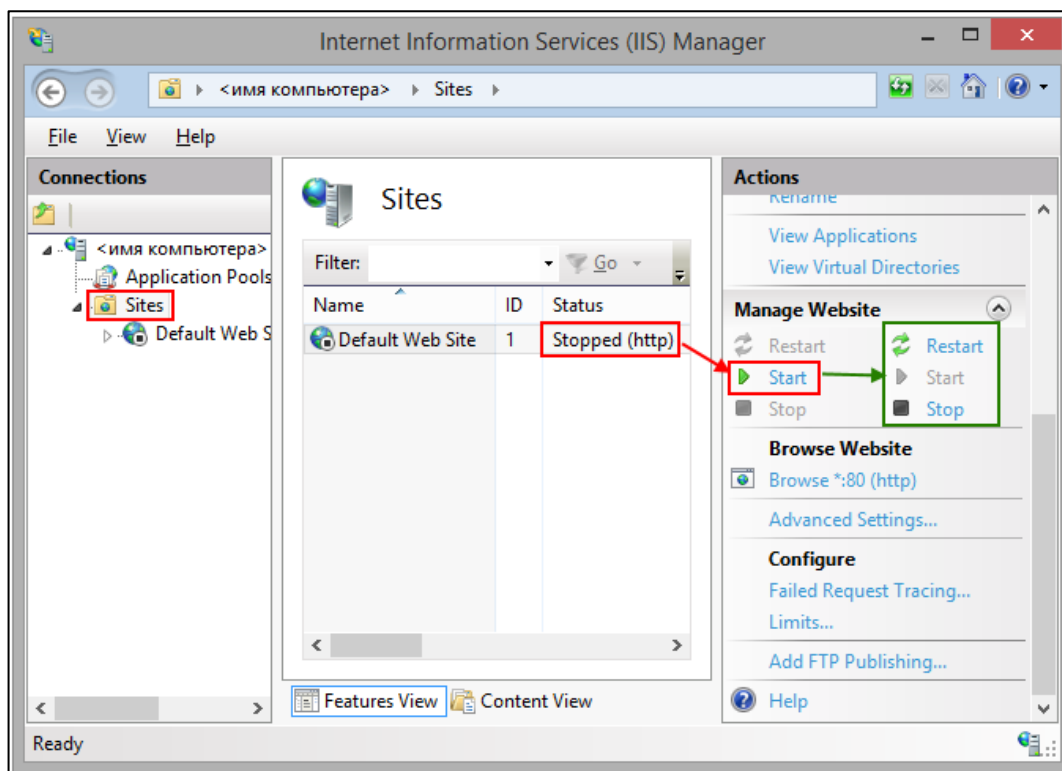 Internet Information Services (IIS) Manager
<имя компьютера> Sites
File View Help
Connections
<имя компьютера>
Application Pools
Sites
Default Web S
Sites
Filter: Go
Name ID Status
Default Web Site 1 Stopped (http)
Features View Content View
Actions
Rename
View Applications
View Virtual Directories
Manage Website
Restart Restart
Start Start
Stop Stop
Browse Website
Browse *:80 (http)
Advanced Settings...
Configure
Failed Request Tracing...
Limits...
Add FTP Publishing...
Help
Ready